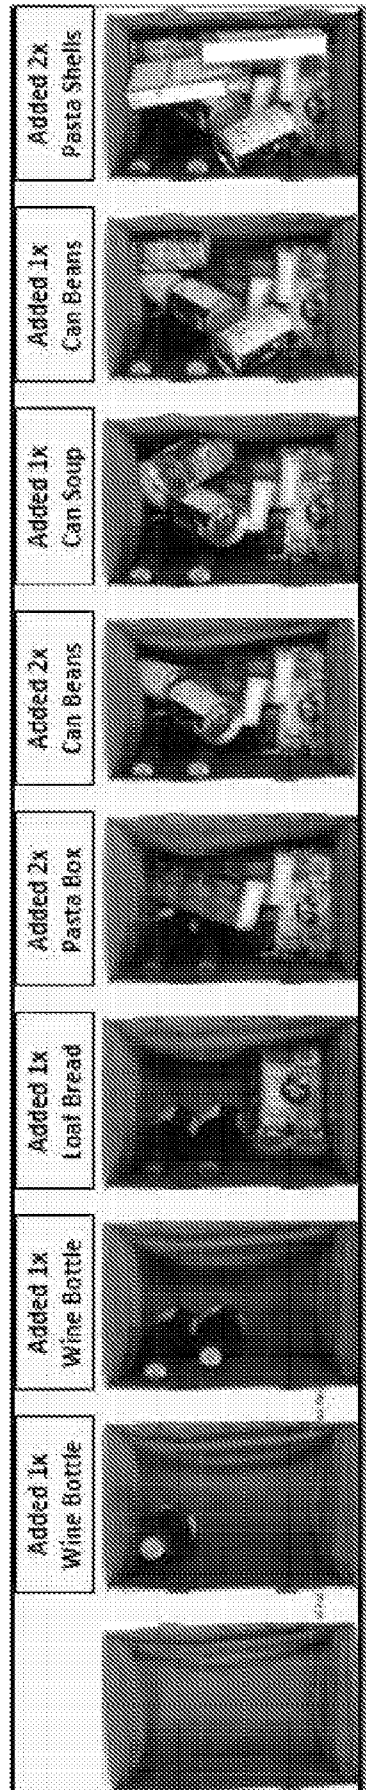 Added 2x
Pasta Shells
Added 1x
Can Beans
Added 1x
Can Soup
Added 2x
Can Beans
Added 2x
Pasta Box
Added 1x
Loaf Bread
Added 1x
Wine Bottle
Added 1x
Wine Bottle